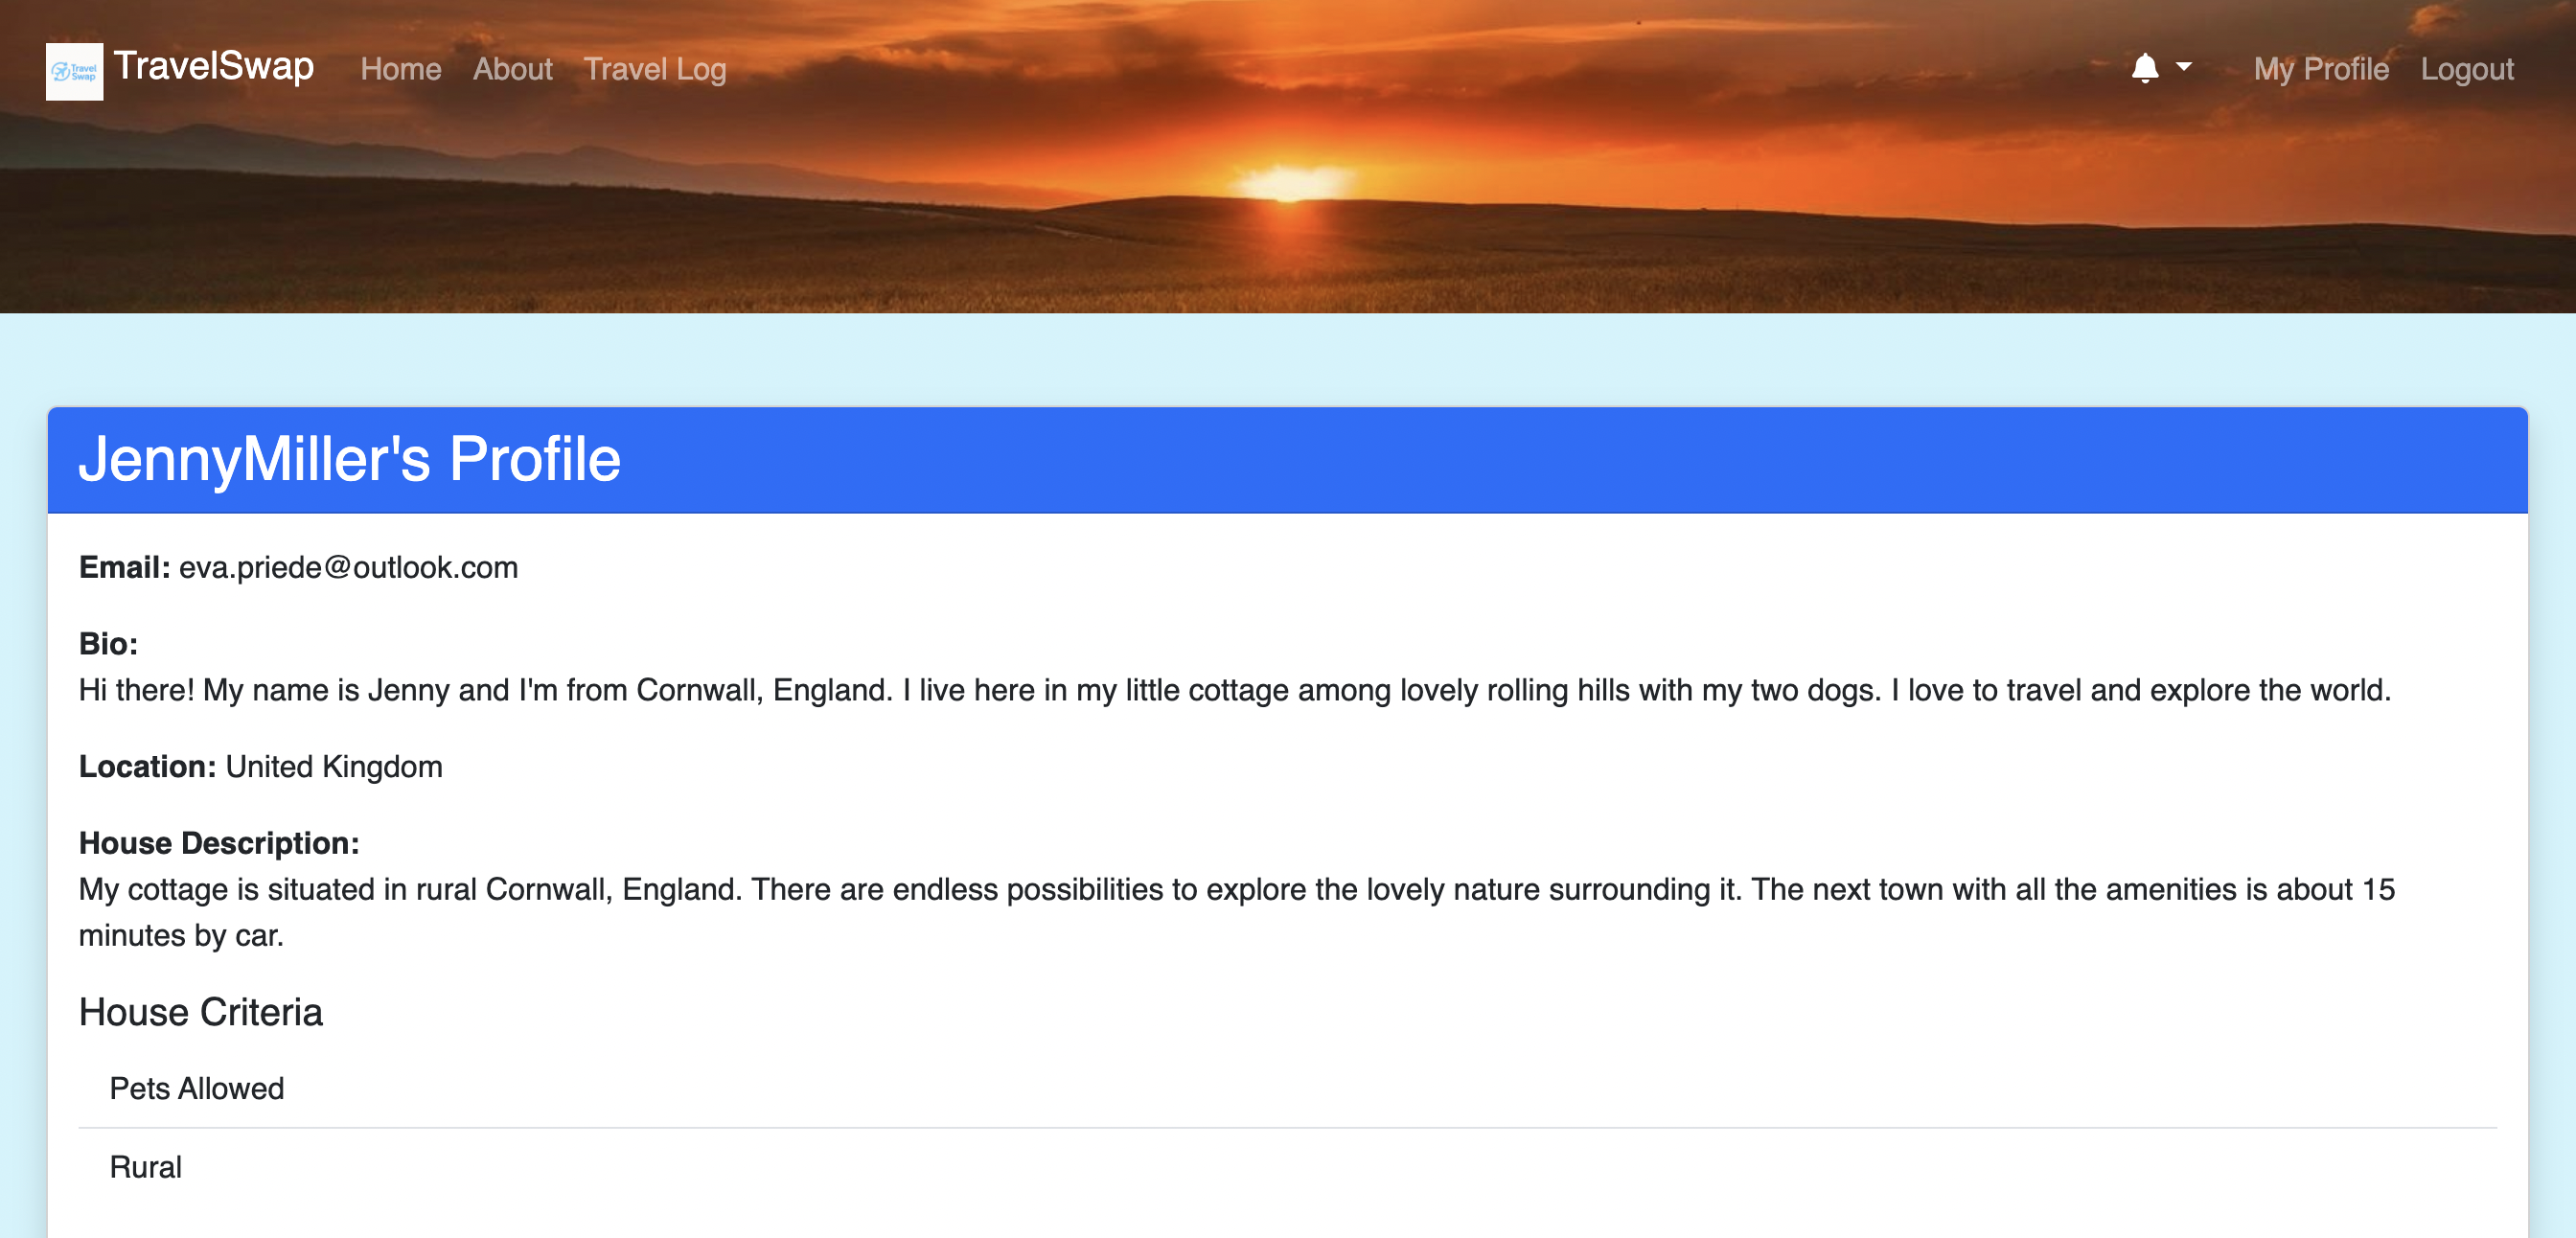 Travel
Swap
TravelSwap Home About Travel Log My Profile Logout
JennyMiller's Profile
Email: eva.priede@outlook.com
Bio:
Hi there! My name is Jenny and I'm from Cornwall, England. I live here in my little cottage among lovely rolling hills with my two dogs. I love to travel and explore the world.
Location: United Kingdom
House Description:
My cottage is situated in rural Cornwall, England. There are endless possibilities to explore the lovely nature surrounding it. The next town with all the amenities is about 15
minutes by car.
House Criteria
Pets Allowed
Rural